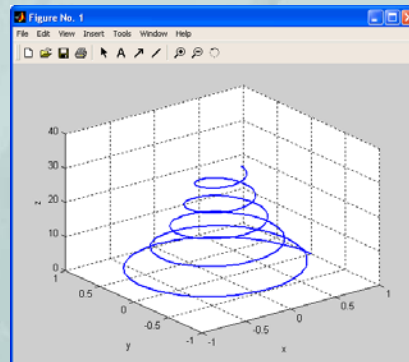 Figure No. 1
File Edit View Insert Tools Window Help
A
40
30
20
10
0
z
1
0.5
0
-0.5
-1
y
-1
-0.5
0
0.5
1
x